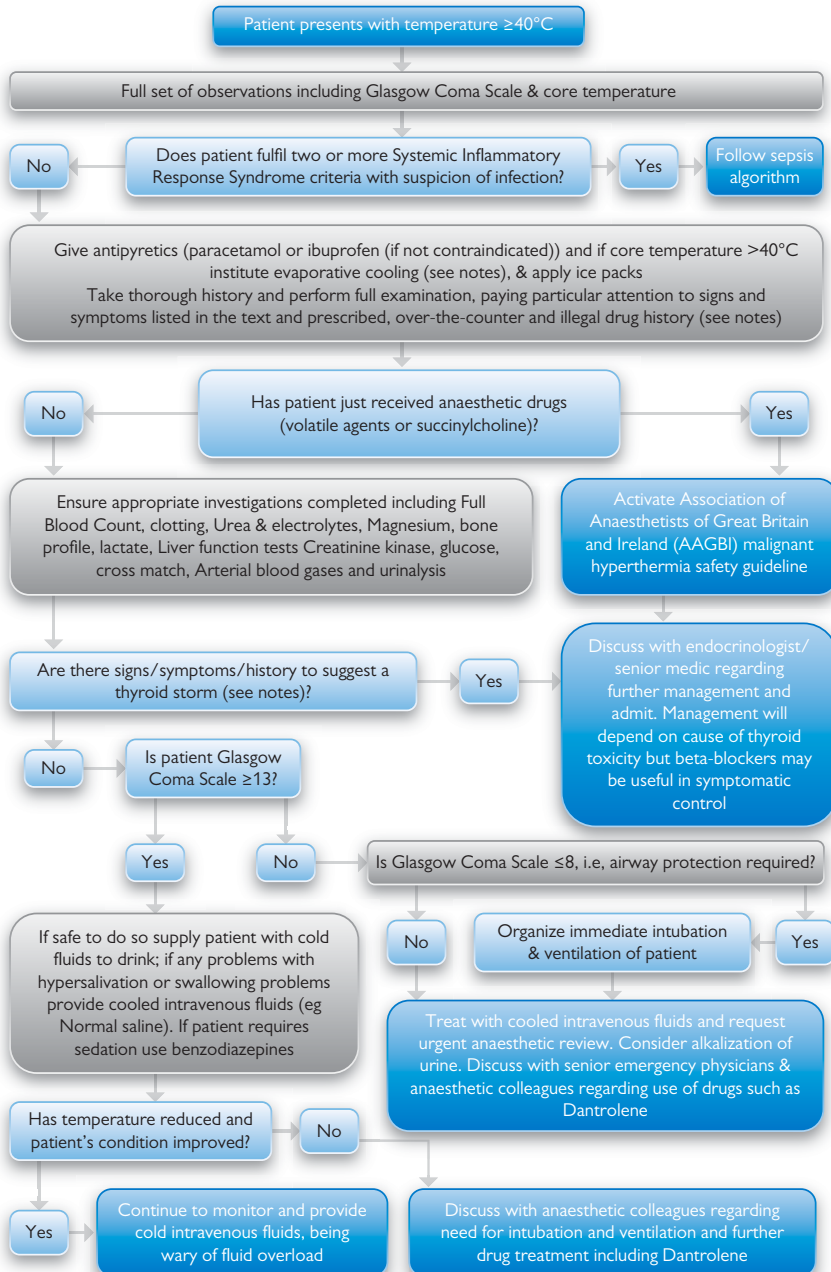 Patient presents with temperature ≥40°C
Full set of observations including Glasgow Coma Scale & core temperature
No
Does patient fulfil two or more Systemic Inflammatory
Response Syndrome criteria with suspicion of infection?
Yes
Follow sepsis
algorithm
Give antipyretics (paracetamol or ibuprofen (if not contraindicated)) and if core temperature >40°C
institute evaporative cooling (see notes), & apply ice packs
Take thorough history and perform full examination, paying particular attention to signs and
symptoms listed in the text and prescribed, over-the-counter and illegal drug history (see notes)
No
Has patient just received anaesthetic drugs
(volatile agents or succinylcholine)?
Yes
Ensure appropriate investigations completed including Full
Blood Count, clotting, Urea & electrolytes, Magnesium, bone
profile, lactate, Liver function tests Creatinine kinase, glucose,
cross match, Arterial blood gases and urinalysis
Activate Association of
Anaesthetists of Great Britain
and Ireland (AAGBI) malignant
hyperthermia safety guideline
Are there signs/symptoms/history to suggest a
thyroid storm (see notes)?
Yes
Discuss with endocrinologist/
senior medic regarding
further management and
admit. Management will
depend on cause of thyroid
toxicity but beta-blockers may
be useful in symptomatic
control
No
Is patient Glasgow
Coma Scale ≥13?
Yes
No
Is Glasgow Coma Scale ≤8, i.e, airway protection required?
No
Organize immediate intubation
& ventilation of patient
Yes
If safe to do so supply patient with cold
fluids to drink; if any problems with
hypersalivation or swallowing problems
provide cooled intravenous fluids (eg
Normal saline). If patient requires
sedation use benzodiazepines
Treat with cooled intravenous fluids and request
urgent anaesthetic review. Consider alkalization of
urine. Discuss with senior emergency physicians &
anaesthetic colleagues regarding use of drugs such as
Dantrolene
Has temperature reduced and
patient's condition improved?
No
Yes
Continue to monitor and provide
cold intravenous fluids, being
wary of fluid overload
Discuss with anaesthetic colleagues regarding
need for intubation and ventilation and further
drug treatment including Dantrolene